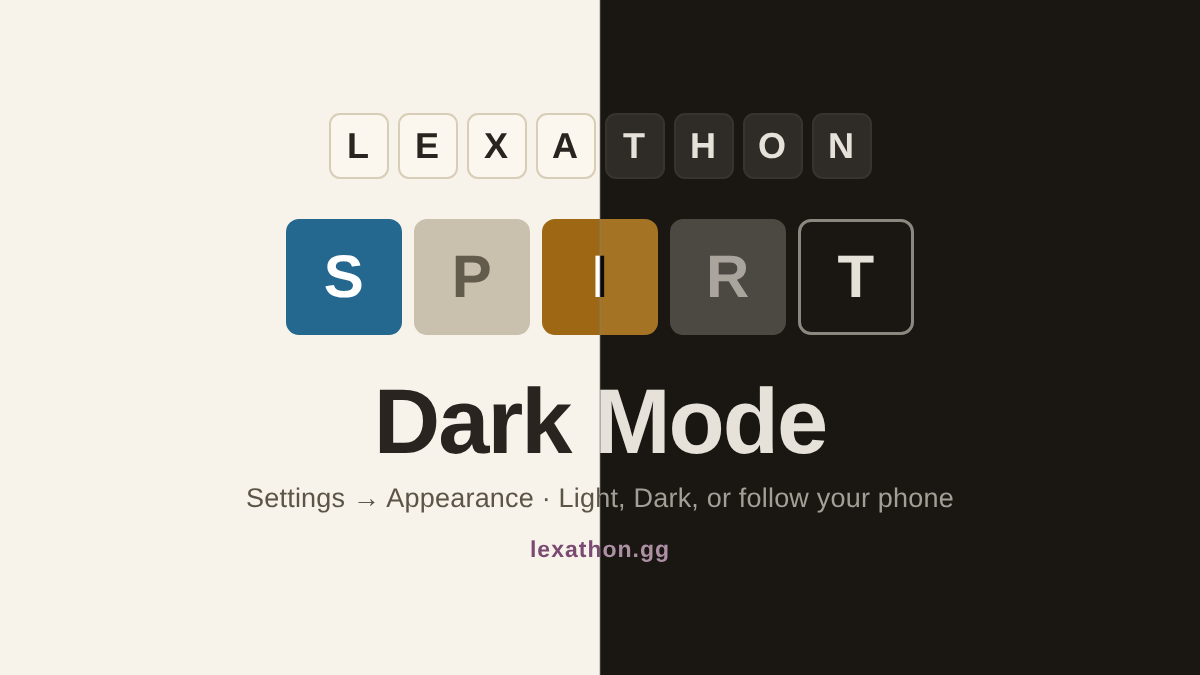 LEXATHON
SPIRT
Dark Mode
Settings → Appearance · Light, Dark, or follow your phone
lexathon.gg